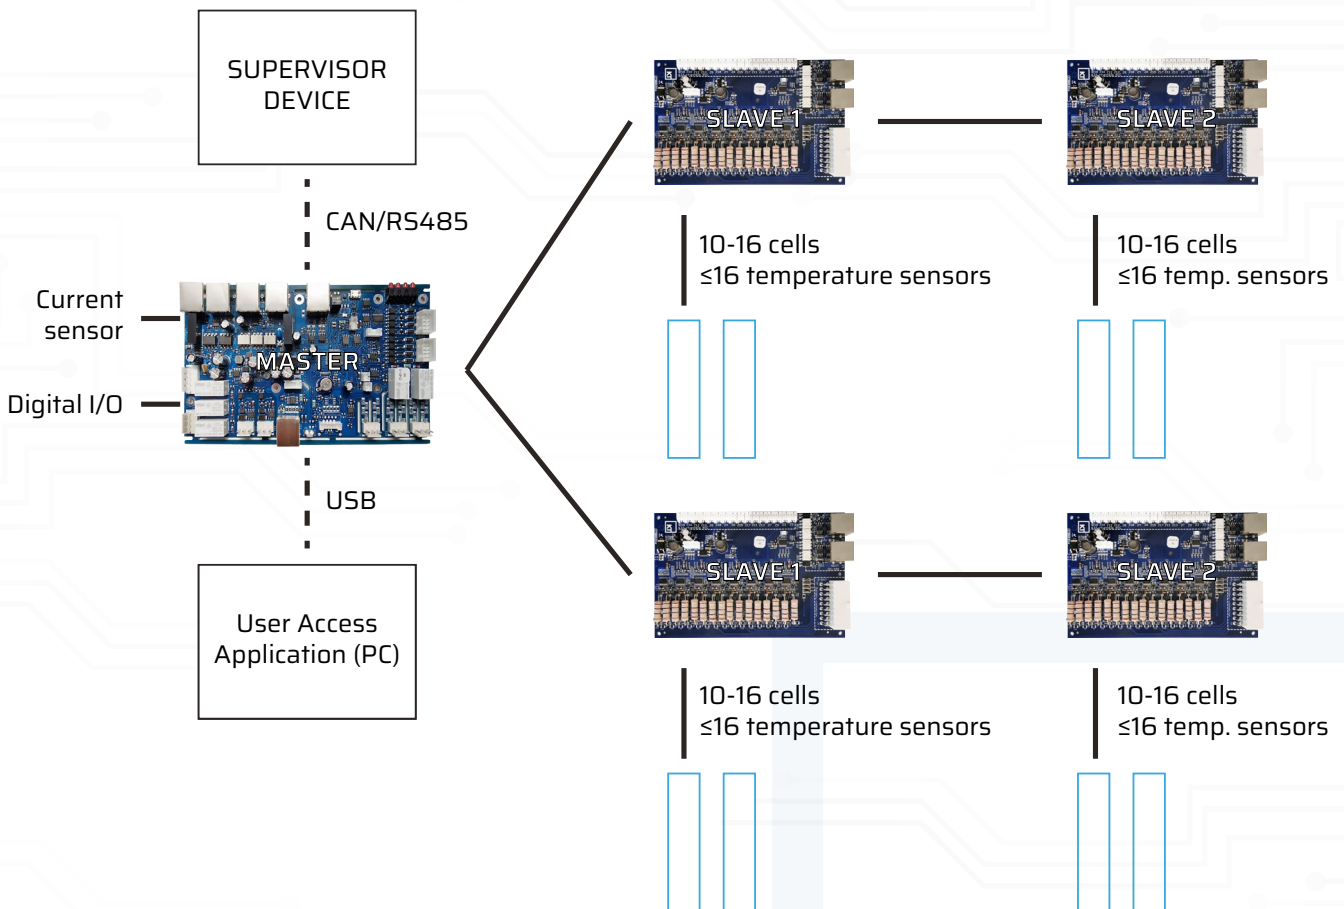 SUPERVISOR
DEVICE
CAN/RS485
Current
sensor
MASTER
Digital I/O
USB
User Access
Application (PC)
SLAVE 1
SLAVE 2
10-16 cells
≤16 temperature sensors
10-16 cells
≤16 temp. sensors
SLAVE 1
SLAVE 2
10-16 cells
≤16 temperature sensors
10-16 cells
≤16 temp. sensors